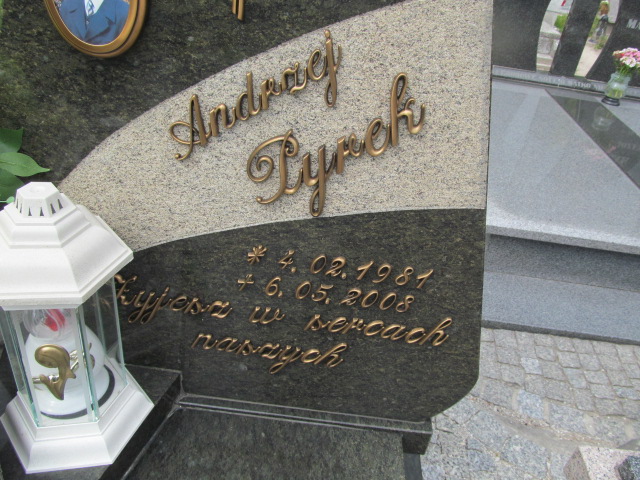 Andrzej
Pyrek
* 4. 02. 1981
+ 6. 05. 2008
Żyjesz w sercach
naszych